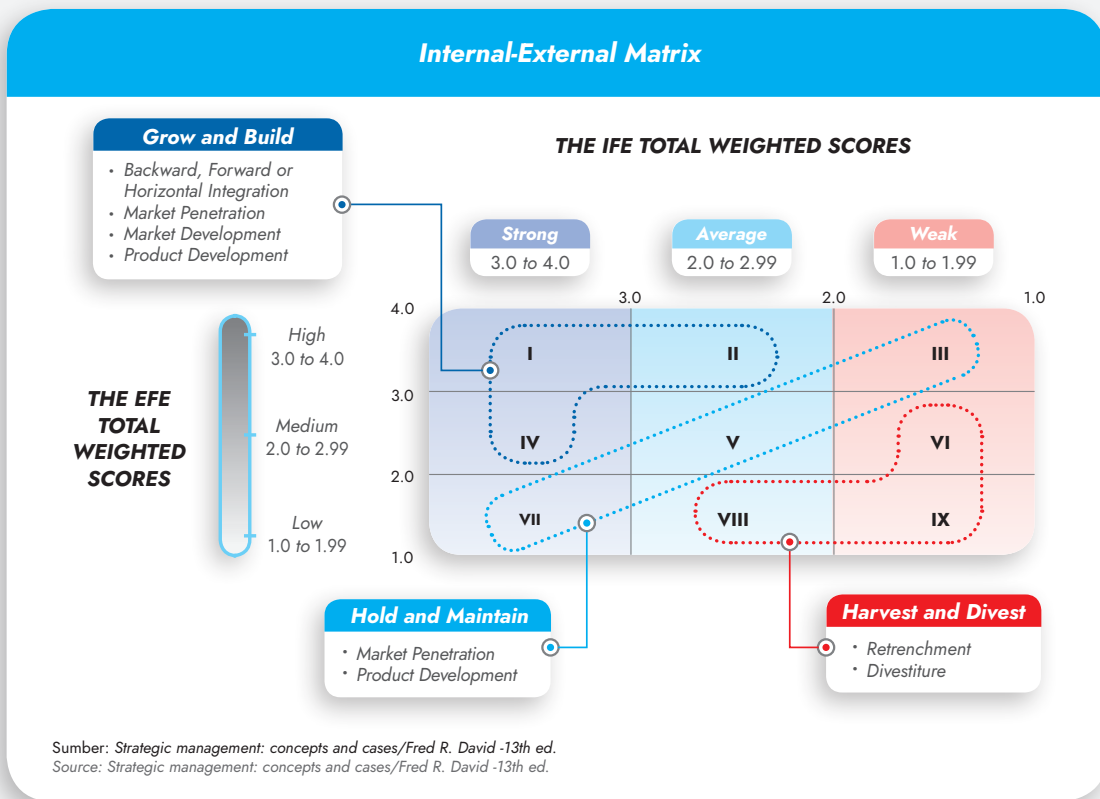 Internal-External Matrix
Grow and Build
• Backward, Forward or
Horizontal Integration
• Market Penetration
• Market Development
• Product Development
THE IFE TOTAL WEIGHTED SCORES
Strong
3.0 to 4.0
Average
2.0 to 2.99
Weak
1.0 to 1.99
4.0
3.0
2.0
1.0
THE EFE
TOTAL
WEIGHTED
SCORES
High
3.0 to 4.0
Medium
2.0 to 2.99
Low
1.0 to 1.99
3.0
2.0
1.0
I
II
III
IV
V
VI
VII
VIII
IX
Hold and Maintain
• Market Penetration
• Product Development
Harvest and Divest
• Retrenchment
• Divestiture
Sumber: Strategic management: concepts and cases/Fred R. David -13th ed.
Source: Strategic management: concepts and cases/Fred R. David -13th ed.